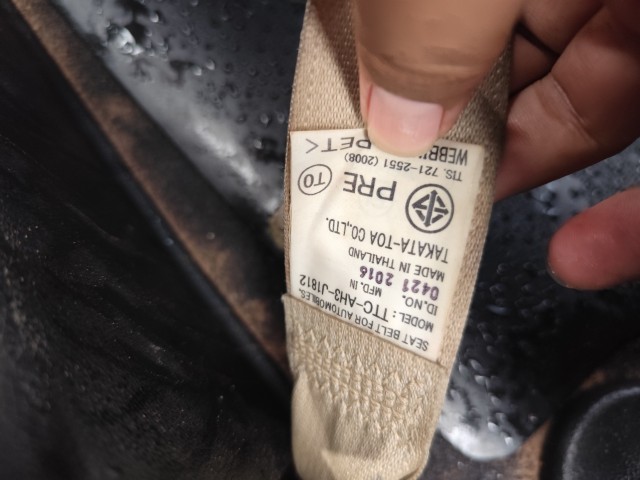 SEAT BELT FOR AUTOMOBILES.
MODEL : TTC-AH3-J1812
ID.NO. MFD. IN
0421 2016
MADE IN THAILAND
TAKATA-TOA CO.,LTD.
PRE TO
TIS. 721-2551 (2008)
PET<